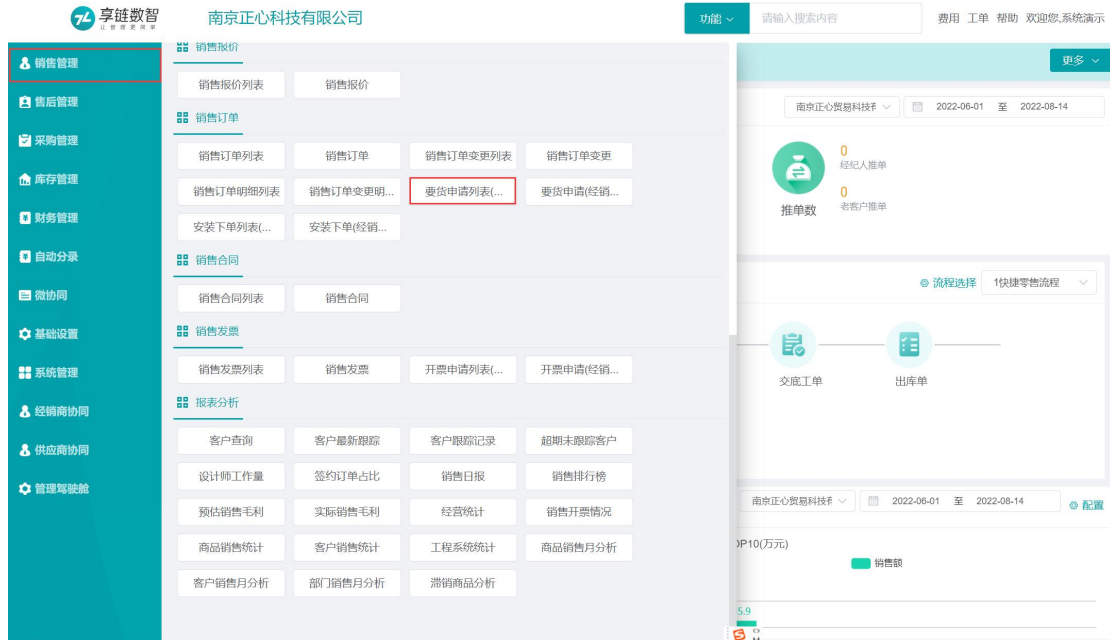 享链数智
让管理更简单
南京正心科技有限公司
功能
请输入搜索内容
费用 工单 帮助 欢迎您,系统演示
销售管理
售后管理
采购管理
库存管理
财务管理
自动分录
微协同
基础设置
系统管理
经销商协同
供应商协同
管理驾驶舱
销售报价
销售报价列表 销售报价
销售订单
销售订单列表 销售订单 销售订单变更列表 销售订单变更
销售订单明细列表 销售订单变更明... 要货申请列表(... 要货申请(经销...
安装下单列表(... 安装下单(经销...
销售合同
销售合同列表 销售合同
销售发票
销售发票列表 销售发票 开票申请列表(... 开票申请(经销...
报表分析
客户查询 客户最新跟踪 客户跟踪记录 超期未跟踪客户
设计师工作量 签约订单占比 销售日报 销售排行榜
预估销售毛利 实际销售毛利 经营统计 销售开票情况
商品销售统计 客户销售统计 工程系统统计 商品销售月分析
客户销售月分析 部门销售月分析 滞销商品分析
更多
南京正心贸易科技 2022-06-01 至 2022-08-14
推单数
0
经纪人推单
0
老客户推单
流程选择 1快捷零售流程
交底工单 出库单
南京正心贸易科技 2022-06-01 至 2022-08-14 配置
OP10(万元)
销售额
5.9